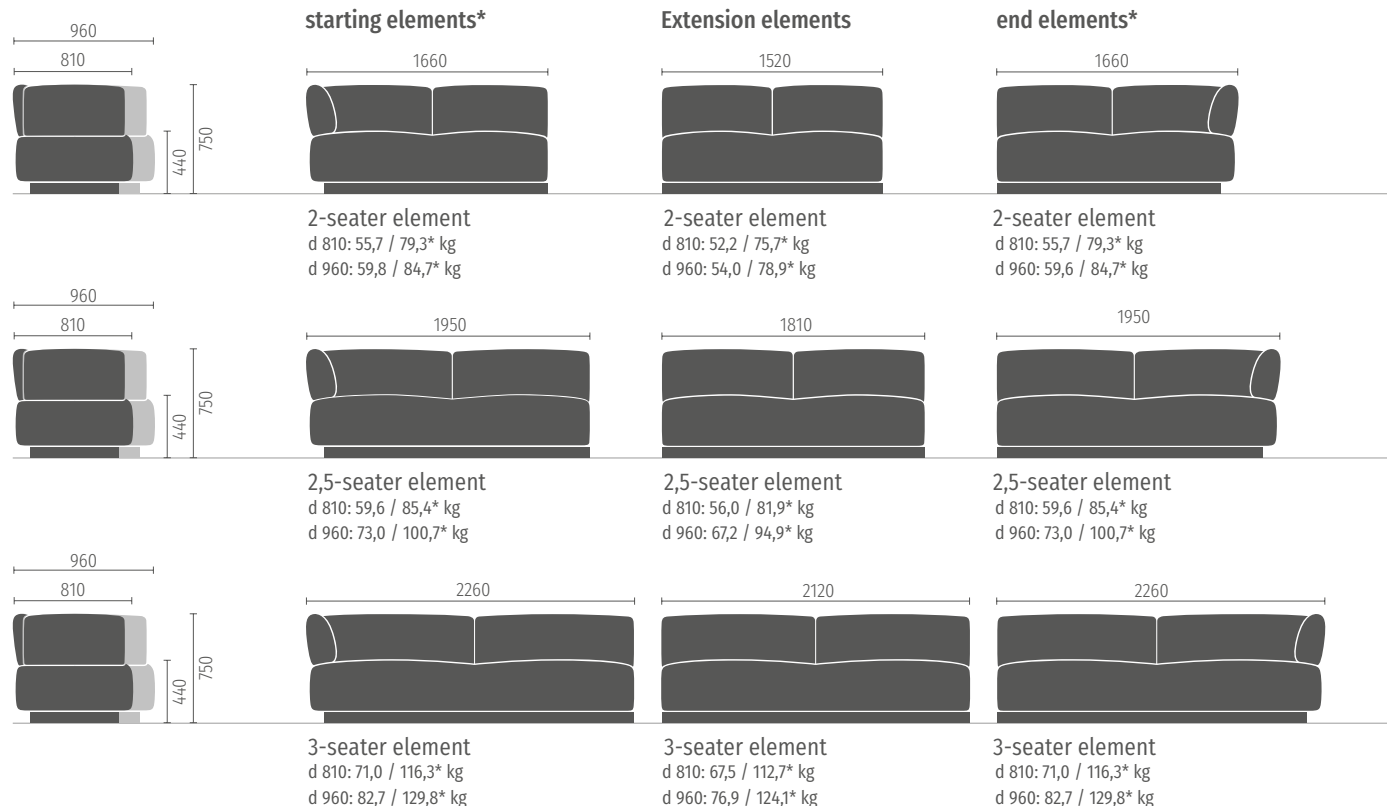 starting elements*
Extension elements
end elements*
960
810
440
750
1660
1520
1660
2-seater element
d 810: 55,7 / 79,3* kg
d 960: 59,8 / 84,7* kg
2-seater element
d 810: 52,2 / 75,7* kg
d 960: 54,0 / 78,9* kg
2-seater element
d 810: 55,7 / 79,3* kg
d 960: 59,6 / 84,7* kg
960
810
440
750
1950
1810
1950
2,5-seater element
d 810: 59,6 / 85,4* kg
d 960: 73,0 / 100,7* kg
2,5-seater element
d 810: 56,0 / 81,9* kg
d 960: 67,2 / 94,9* kg
2,5-seater element
d 810: 59,6 / 85,4* kg
d 960: 73,0 / 100,7* kg
960
810
440
750
2260
2120
2260
3-seater element
d 810: 71,0 / 116,3* kg
d 960: 82,7 / 129,8* kg
3-seater element
d 810: 67,5 / 112,7* kg
d 960: 76,9 / 124,1* kg
3-seater element
d 810: 71,0 / 116,3* kg
d 960: 82,7 / 129,8* kg